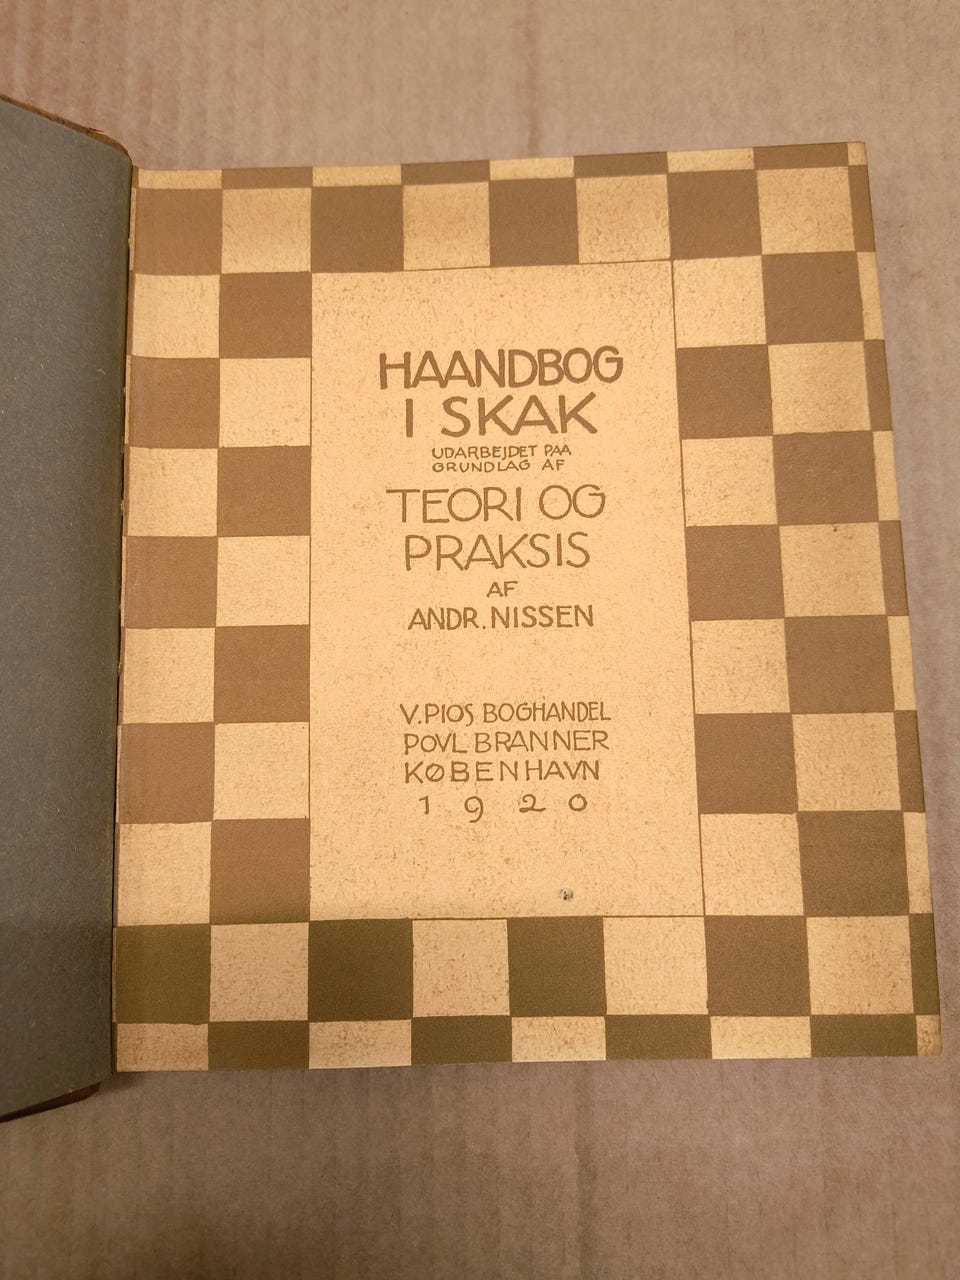 HAANDBOG
I SKAK
UDARBEJDET PAA
GRUNDLAG AF
TEORI OG
PRAKSIS
AF
ANDR. NISSEN
V. PIOS BOGHANDEL
POVL BRANNER
KØBENHAVN
1920